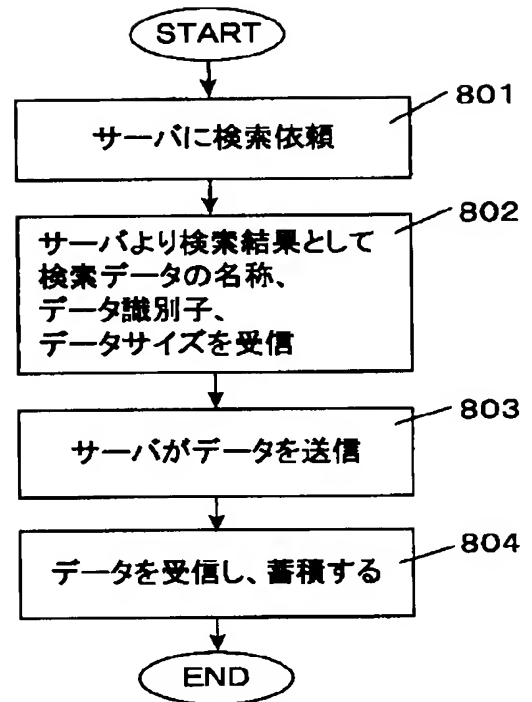 START
801
サーバに検索依頼
802
サーバより検索結果として
検索データの名称、
データ識別子、
データサイズを受信
803
サーバがデータを送信
804
データを受信し、蓄積する
END